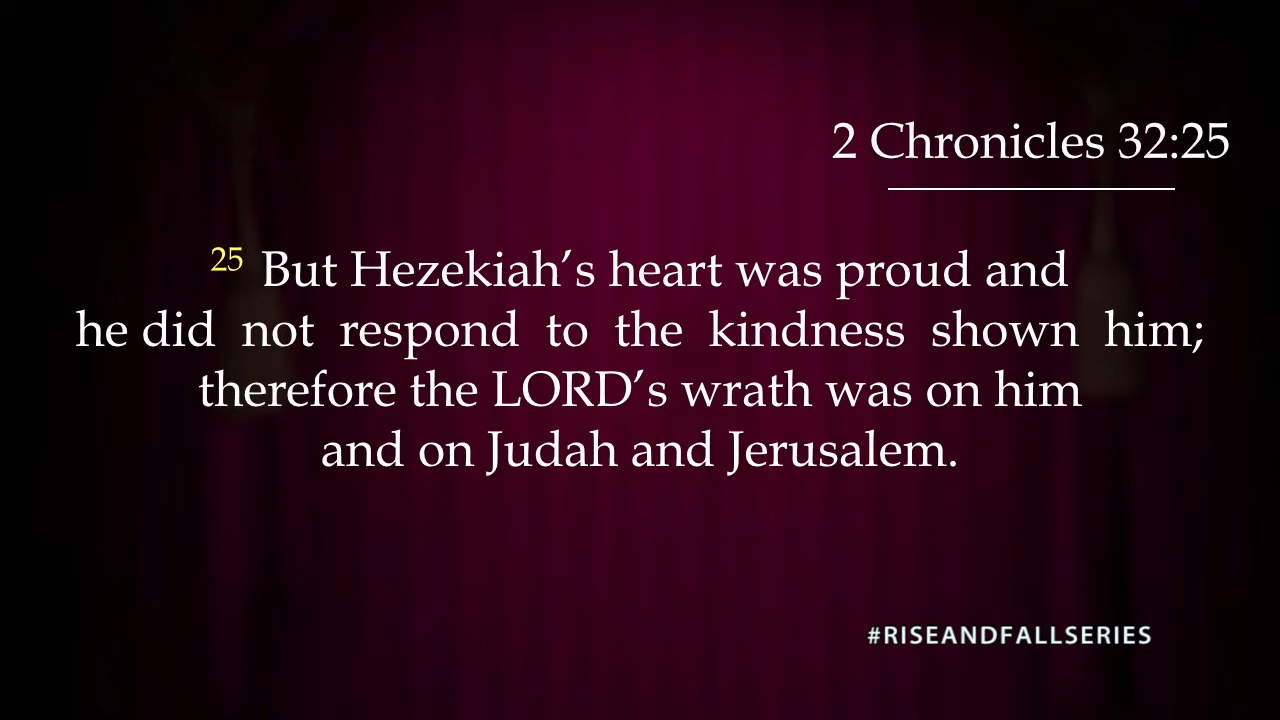 2 Chronicles 32:25
25 But Hezekiah’s heart was proud and
he did not respond to the kindness shown him;
therefore the LORD’s wrath was on him
and on Judah and Jerusalem.
#RISEANDFALLSERIES